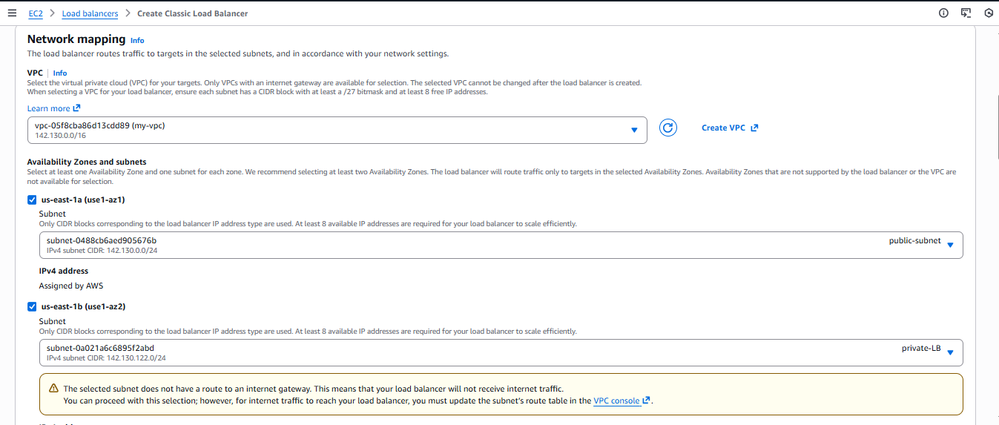 EC2 > Load balancers > Create Classic Load Balancer
Network mapping Info
The load balancer routes traffic to targets in the selected subnets, and in accordance with your network settings.
VPC | Info
Select the virtual private cloud (VPC) for your targets. Only VPCs with an internet gateway are available for selection. The selected VPC cannot be changed after the load balancer is created.
When selecting a VPC for your load balancer, ensure each subnet has a CIDR block with at least a /27 bitmask and at least 8 free IP addresses.
Learn more
vpc-05f8cba86d13cdd89 (my-vpc)
142.130.0.0/16
Create VPC
Availability Zones and subnets
Select at least one Availability Zone and one subnet for each zone. We recommend selecting at least two Availability Zones. The load balancer will route traffic only to targets in the selected Availability Zones. Availability Zones that are not supported by the load balancer or the VPC are
not available for selection.
us-east-1a (use1-az1)
Subnet
Only CIDR blocks corresponding to the load balancer IP address type are used. At least 8 available IP addresses are required for your load balancer to scale efficiently.
subnet-0488cb6aed905676b public-subnet
IPv4 subnet CIDR: 142.130.0.0/24
IPv4 address
Assigned by AWS
us-east-1b (use1-az2)
Subnet
Only CIDR blocks corresponding to the load balancer IP address type are used. At least 8 available IP addresses are required for your load balancer to scale efficiently.
subnet-0a021a6c6895f2abd private-LB
IPv4 subnet CIDR: 142.130.122.0/24
The selected subnet does not have a route to an internet gateway. This means that your load balancer will not receive internet traffic.
You can proceed with this selection; however, for internet traffic to reach your load balancer, you must update the subnet's route table in the VPC console.